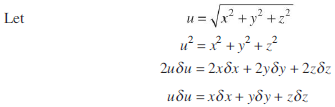 Let u = √x² + y² + z²
u² = x² + y² + z²
2uδu = 2xδx + 2yδy + 2zδz
uδu = xδx + yδy + zδz